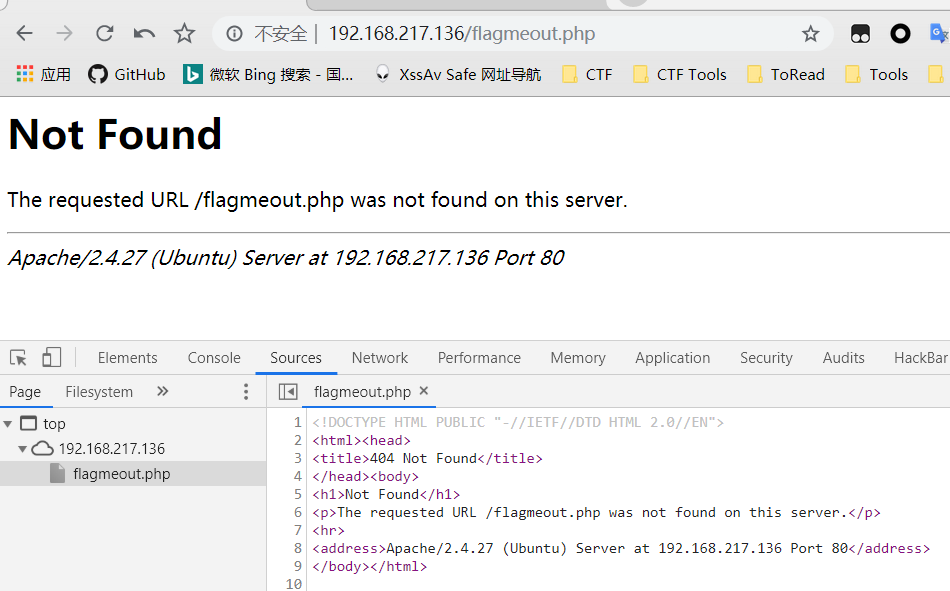 不安全 | 192.168.217.136/flagmeout.php
应用 GitHub 微软 Bing 搜索 - 国... XssAv Safe 网址导航 CTF CTF Tools ToRead Tools
Not Found
The requested URL /flagmeout.php was not found on this server.
Apache/2.4.27 (Ubuntu) Server at 192.168.217.136 Port 80
Elements Console Sources Network Performance Memory Application Security Audits HackBar
Page Filesystem » flagmeout.php ×
top
192.168.217.136
flagmeout.php
1 <!DOCTYPE HTML PUBLIC "-//IETF//DTD HTML 2.0//EN">
2 <html><head>
3 <title>404 Not Found</title>
4 </head><body>
5 <h1>Not Found</h1>
6 <p>The requested URL /flagmeout.php was not found on this server.</p>
7 <hr>
8 <address>Apache/2.4.27 (Ubuntu) Server at 192.168.217.136 Port 80</address>
9 </body></html>
10